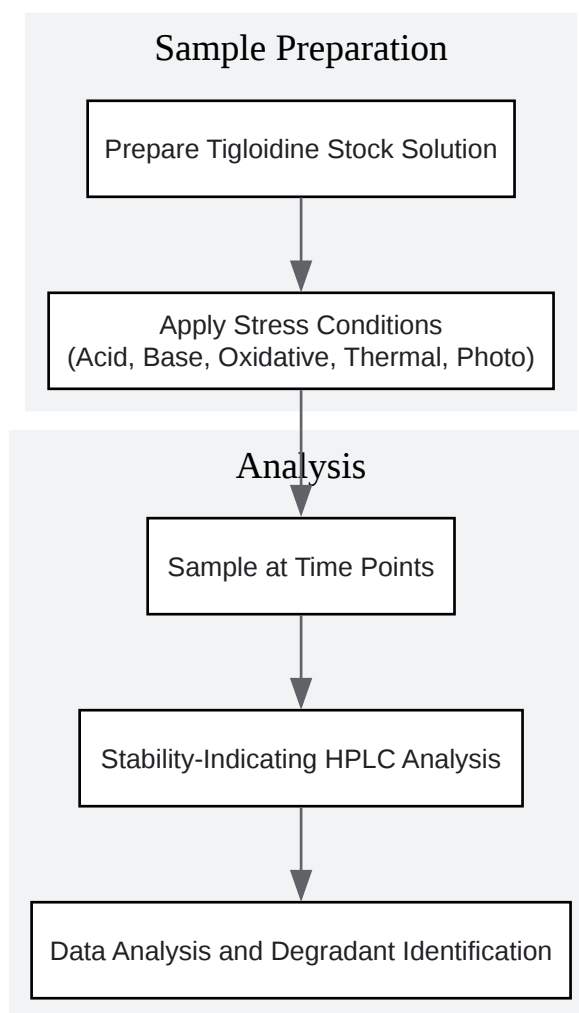 Sample Preparation
Prepare Tigloidine Stock Solution
Apply Stress Conditions
(Acid, Base, Oxidative, Thermal, Photo)
Analysis
Sample at Time Points
Stability-Indicating HPLC Analysis
Data Analysis and Degradant Identification